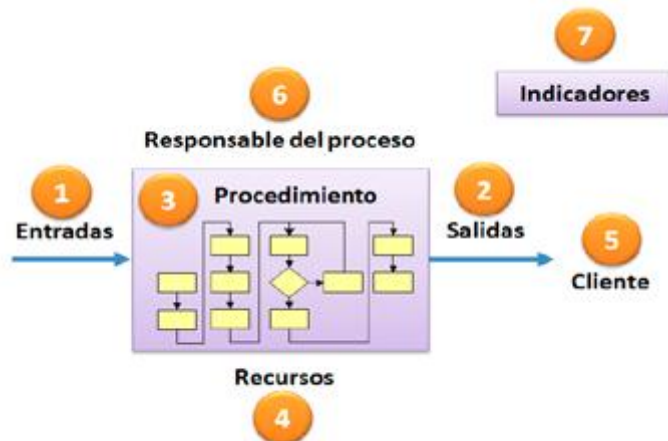 7
Indicadores
6
Responsable del proceso
1
Entradas
3
Procedimiento
2
Salidas
5
Cliente
Recursos
4